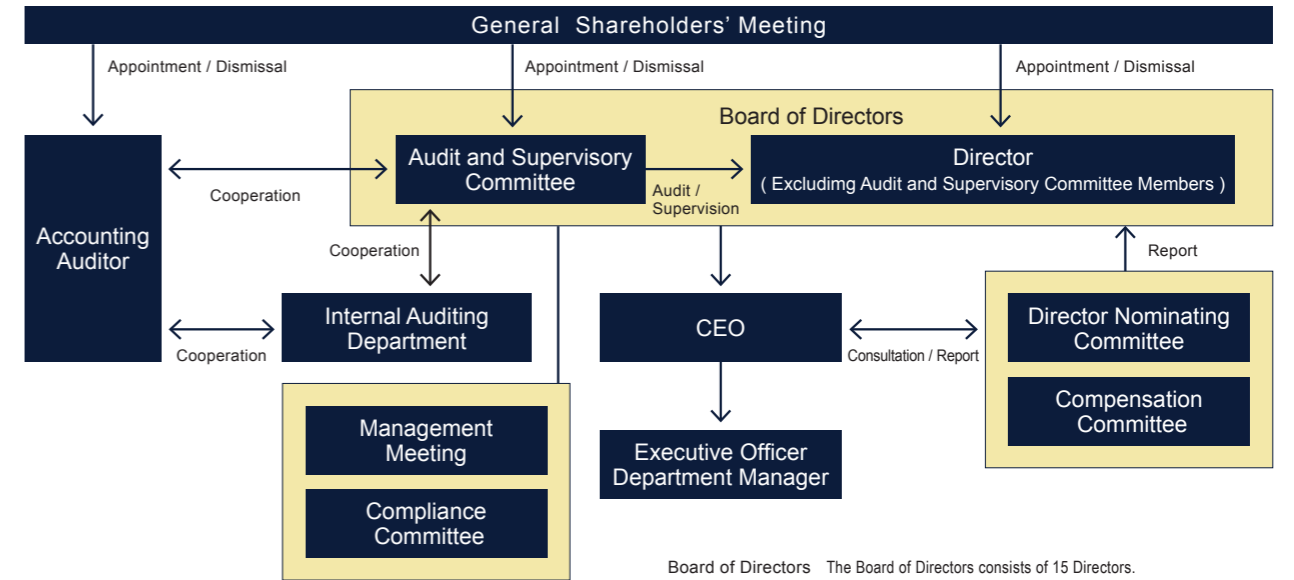 General Shareholders' Meeting
Appointment / Dismissal
Appointment / Dismissal
Appointment / Dismissal
Board of Directors
Audit and Supervisory
Committee
Director
( Excludimg Audit and Supervisory Committee Members )
Audit /
Supervision
Cooperation
Accounting
Auditor
Cooperation
Report
Internal Auditing
Department
CEO
Director Nominating
Committee
Cooperation
Consultation / Report
Compensation
Committee
Management
Meeting
Executive Officer
Department Manager
Compliance
Committee
Board of Directors The Board of Directors consists of 15 Directors.